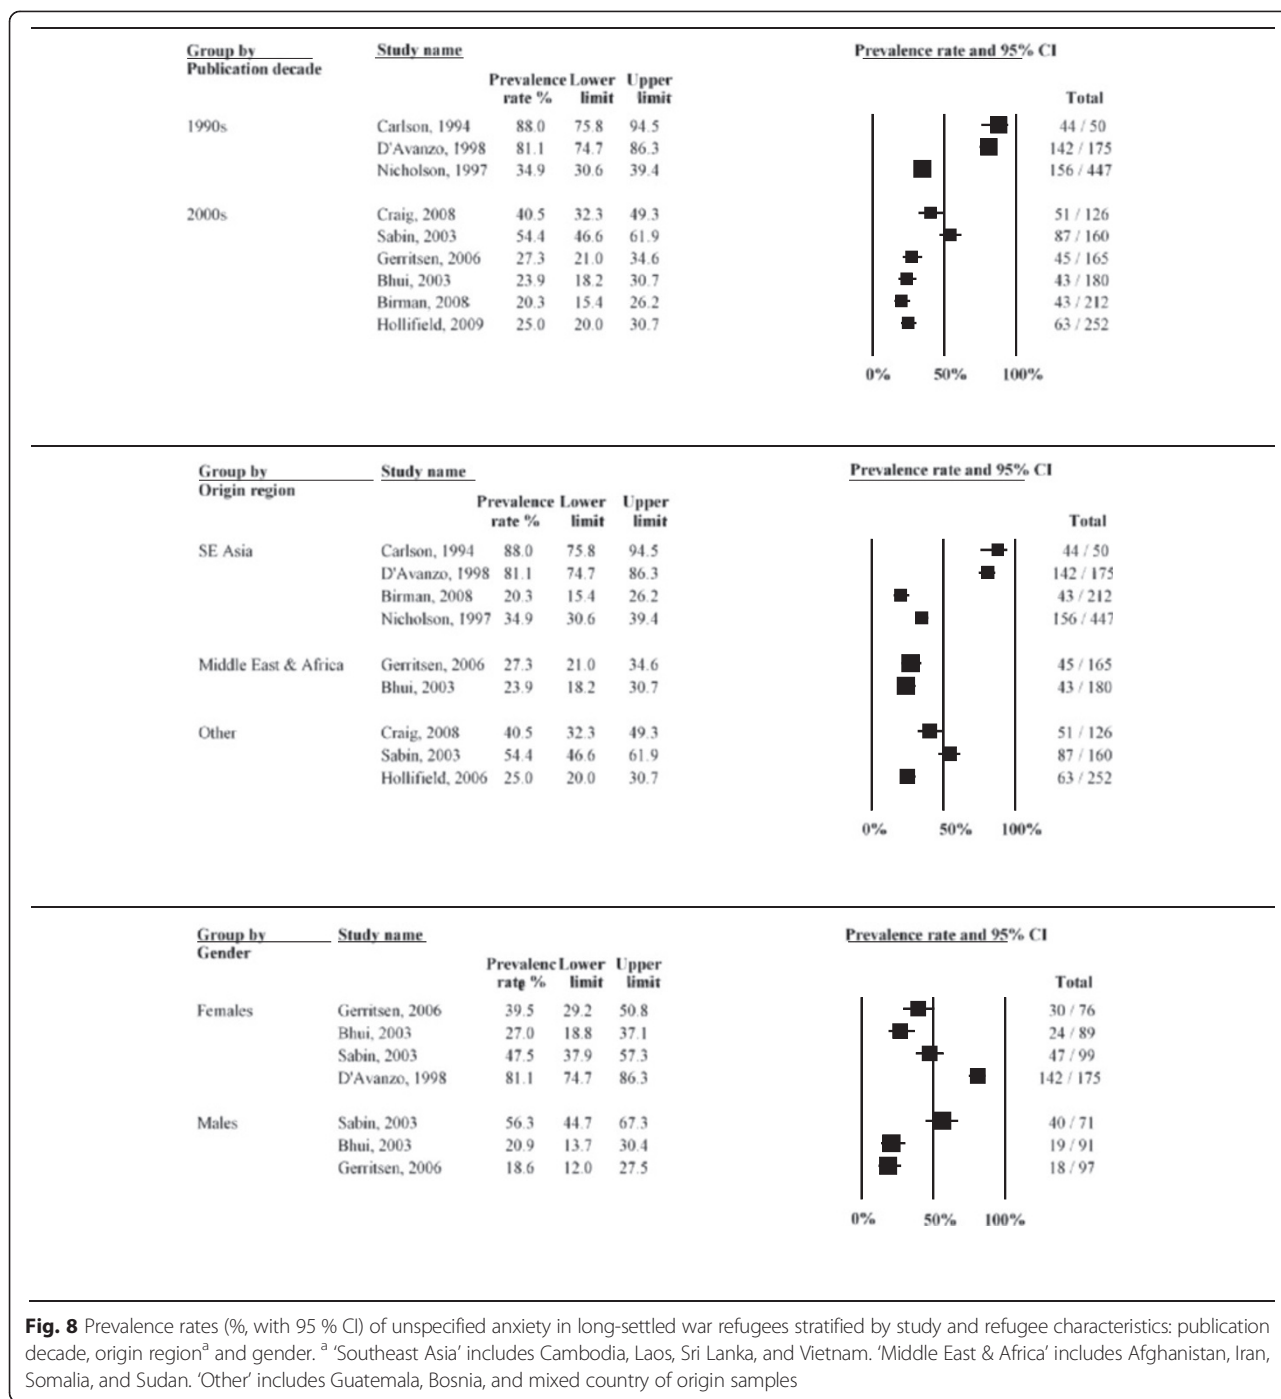 Group by Study name Prevalence rate and 95% CI
Publication decade
Prevalence Lower Upper
rate % limit limit Total
1990s Carlson, 1994 88.0 75.8 94.5 44 / 50
D'Avanzo, 1998 81.1 74.7 86.3 142 / 175
Nicholson, 1997 34.9 30.6 39.4 156 / 447
2000s Craig, 2008 40.5 32.3 49.3 51 / 126
Sabin, 2003 54.4 46.6 61.9 87 / 160
Gerritsen, 2006 27.3 21.0 34.6 45 / 165
Bhui, 2003 23.9 18.2 30.7 43 / 180
Birman, 2008 20.3 15.4 26.2 43 / 212
Hollifield, 2009 25.0 20.0 30.7 63 / 252
0% 50% 100%
Group by Study name Prevalence rate and 95% CI
Origin region
Prevalence Lower Upper
rate % limit limit Total
SE Asia Carlson, 1994 88.0 75.8 94.5 44 / 50
D'Avanzo, 1998 81.1 74.7 86.3 142 / 175
Birman, 2008 20.3 15.4 26.2 43 / 212
Nicholson, 1997 34.9 30.6 39.4 156 / 447
Middle East & Africa Gerritsen, 2006 27.3 21.0 34.6 45 / 165
Bhui, 2003 23.9 18.2 30.7 43 / 180
Other Craig, 2008 40.5 32.3 49.3 51 / 126
Sabin, 2003 54.4 46.6 61.9 87 / 160
Hollifield, 2006 25.0 20.0 30.7 63 / 252
0% 50% 100%
Group by Study name Prevalence rate and 95% CI
Gender
Prevalenc Lower Upper
rate % limit limit Total
Females Gerritsen, 2006 39.5 29.2 50.8 30 / 76
Bhui, 2003 27.0 18.8 37.1 24 / 89
Sabin, 2003 47.5 37.9 57.3 47 / 99
D'Avanzo, 1998 81.1 74.7 86.3 142 / 175
Males Sabin, 2003 56.3 44.7 67.3 40 / 71
Bhui, 2003 20.9 13.7 30.4 19 / 91
Gerritsen, 2006 18.6 12.0 27.5 18 / 97
0% 50% 100%
Fig. 8 Prevalence rates (%, with 95 % CI) of unspecified anxiety in long-settled war refugees stratified by study and refugee characteristics: publication
decade, origin regionᵃ and gender. ᵃ 'Southeast Asia' includes Cambodia, Laos, Sri Lanka, and Vietnam. 'Middle East & Africa' includes Afghanistan, Iran,
Somalia, and Sudan. 'Other' includes Guatemala, Bosnia, and mixed country of origin samples